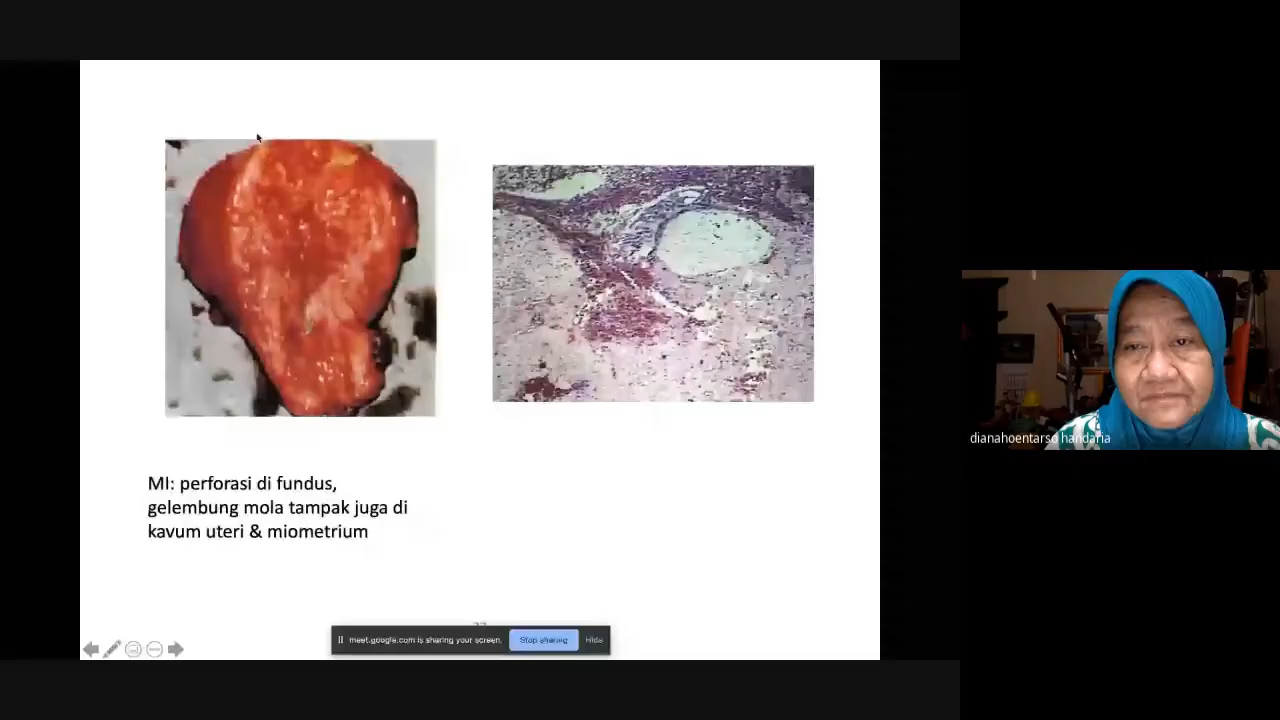 MI: perforasi di fundus,
gelembung mola tampak juga di
kavum uteri & miometrium
meet.google.com is sharing your screen.
Stop sharing
Hide
dianahoentarso handaria